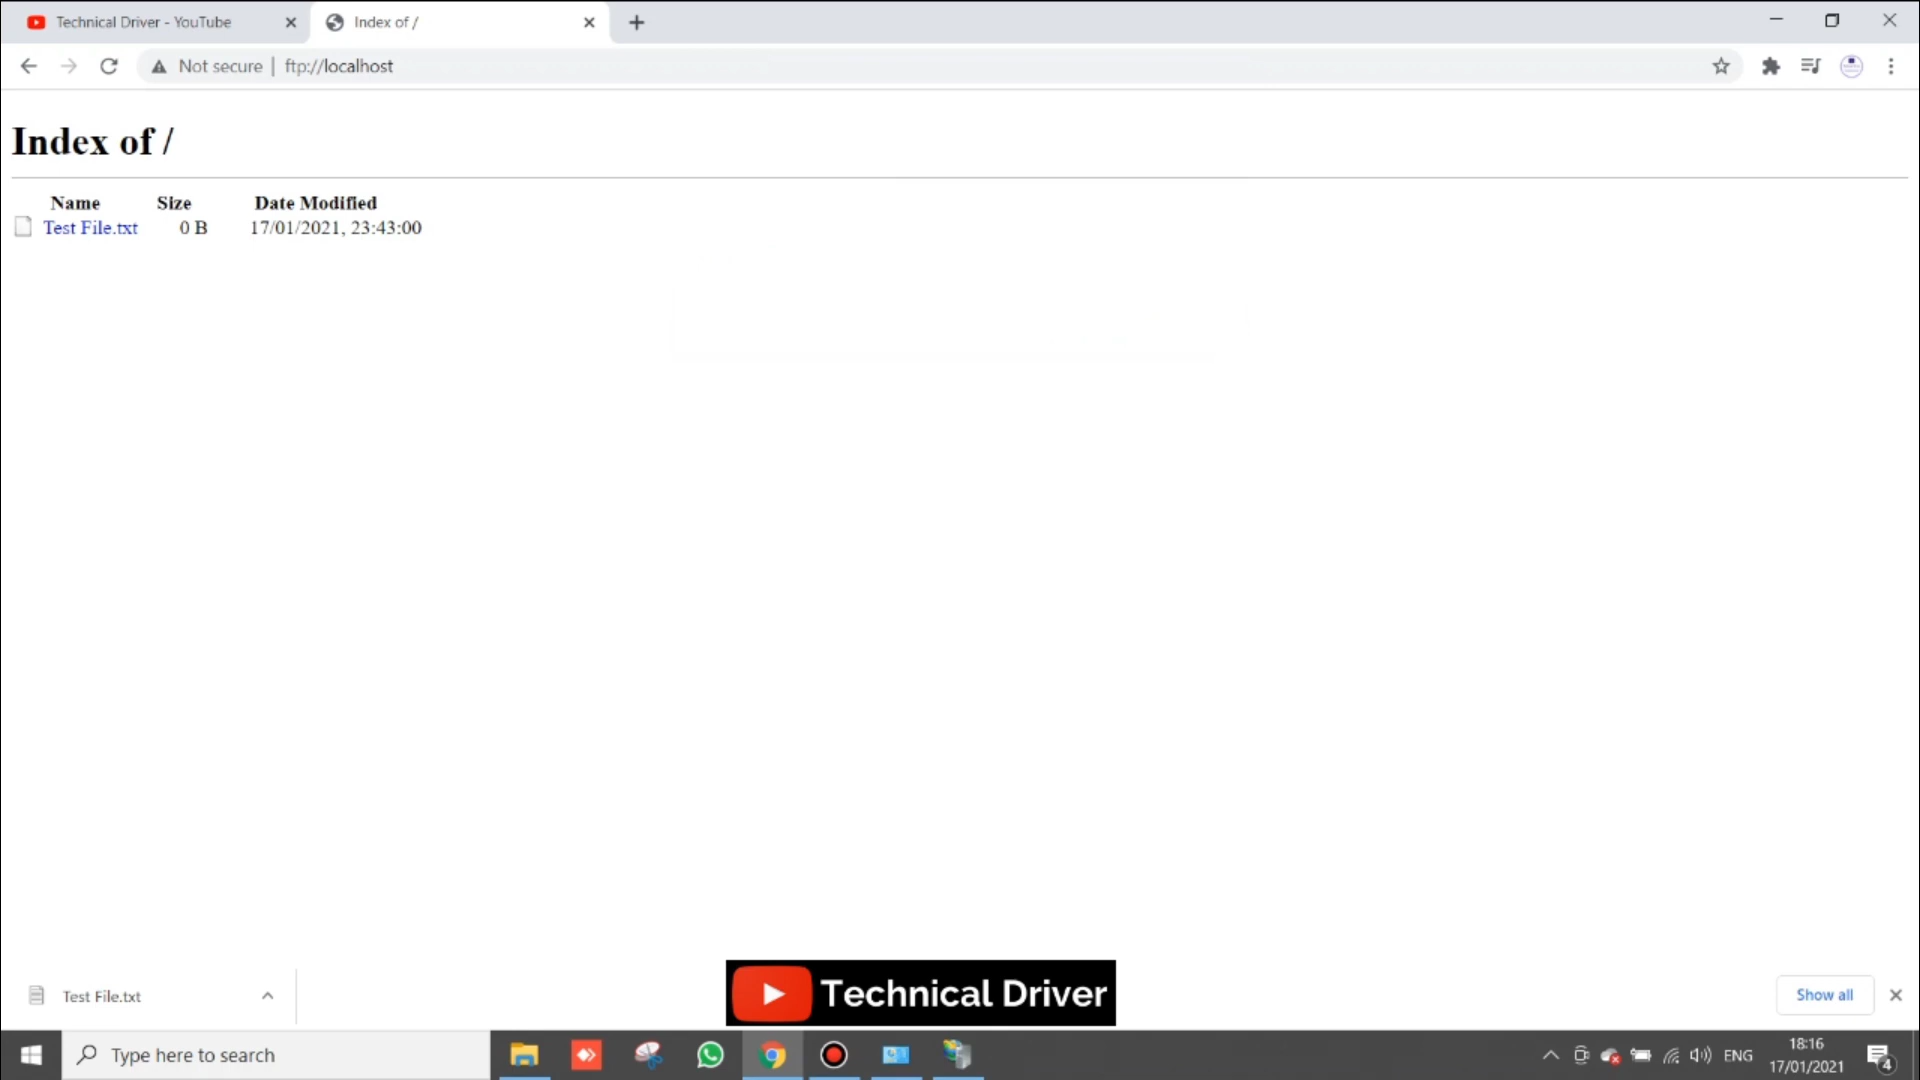 Technical Driver - YouTube
Index of /
Not secure | ftp://localhost
Index of /
Name Size Date Modified
Test File.txt 0 B 17/01/2021, 23:43:00
Test File.txt
Technical Driver
Show all
Type here to search
ENG
18:16
17/01/2021
4